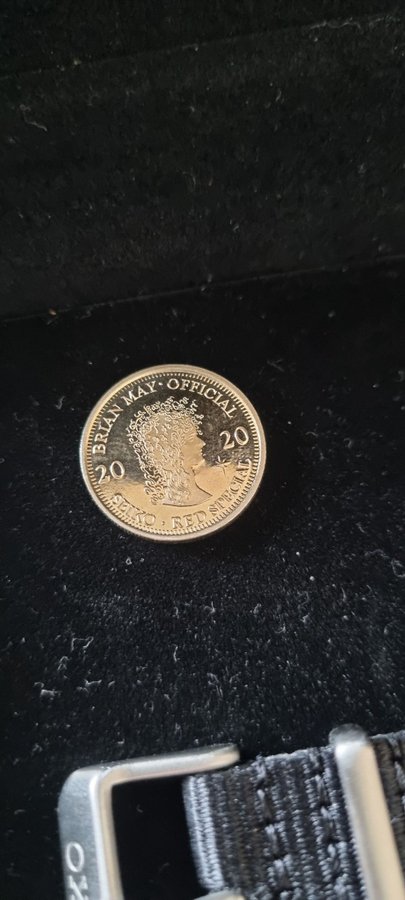 BRIAN MAY · OFFICIAL
20 20
SEIKO · RED SPECIAL